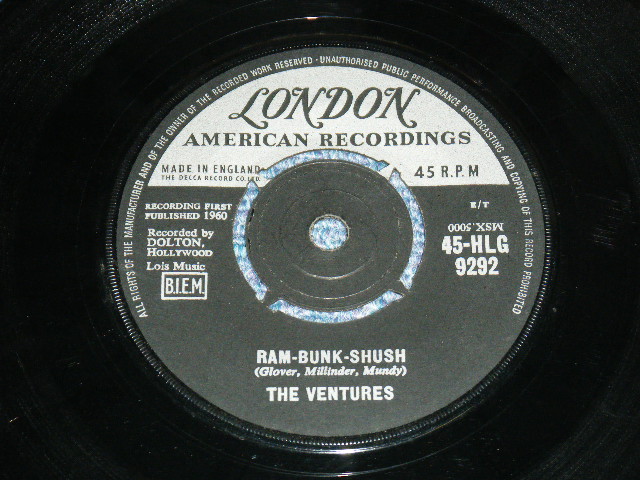 ALL RIGHTS OF THE MANUFACTURER AND OF THE OWNER OF THE RECORDED WORK RESERVED · UNAUTHORISED PUBLIC PERFORMANCE BROADCASTING AND COPYING OF THIS RECORD PROHIBITED
LONDON
AMERICAN RECORDINGS
MADE IN ENGLAND
THE DECCA RECORD CO. LTD.
45 R.P.M
RECORDING FIRST
PUBLISHED 1960
E/T
Recorded by
DOLTON,
HOLLYWOOD
MSX.5000
45-HLG
9292
Lois Music
B.I.E.M.
RAM-BUNK-SHUSH
(Glover, Millinder, Mundy)
THE VENTURES